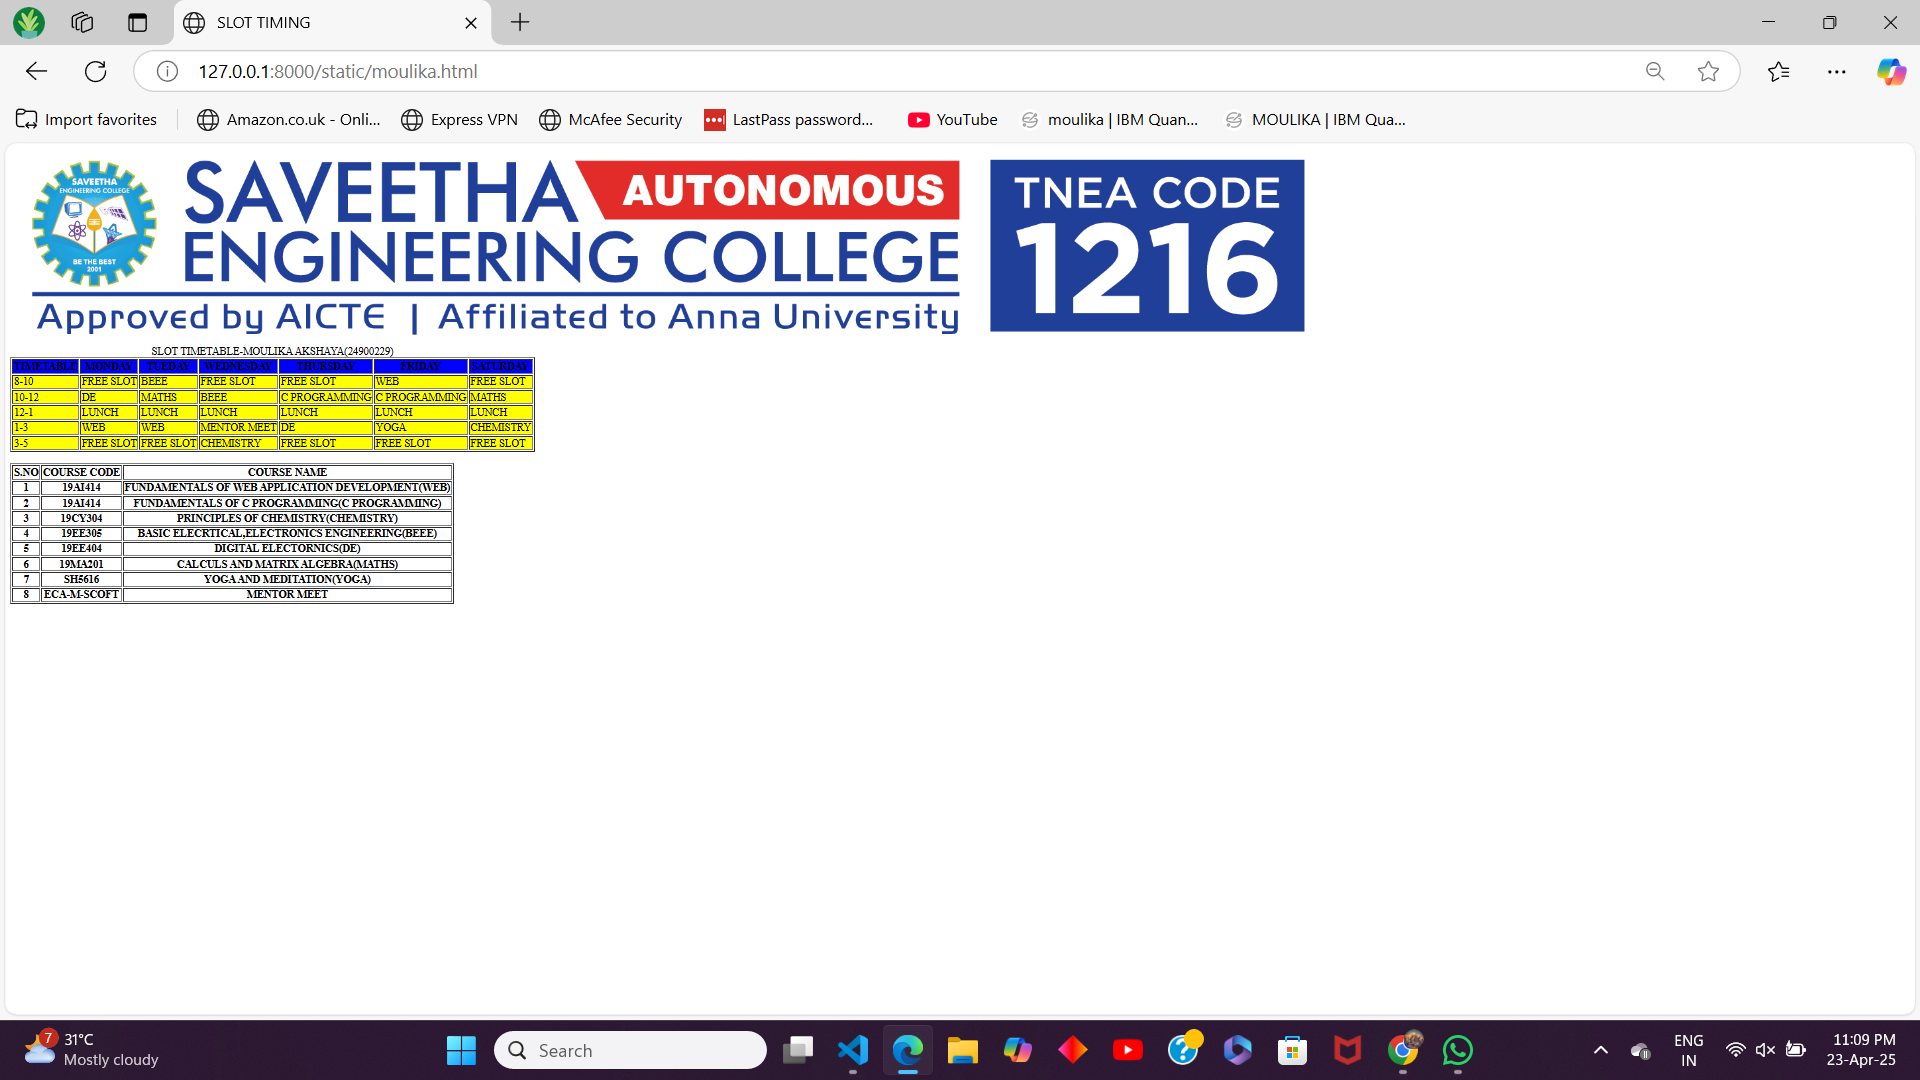 SLOT TIMING
127.0.0.1:8000/static/moulika.html
Import favorites Amazon.co.uk - Onli... Express VPN McAfee Security LastPass password... YouTube moulika | IBM Quan... MOULIKA | IBM Qua...
SAVEETHA
ENGINEERING COLLEGE
BE THE BEST
2001
SAVEETHA AUTONOMOUS
ENGINEERING COLLEGE
Approved by AICTE | Affiliated to Anna University
TNEA CODE
1216
SLOT TIMETABLE-MOULIKA AKSHAYA(24900229)
TIMETABLE MONDAY TUEDAY WEDNESDAY THURSDAY FRIDAY SATURDAY
8-10 FREE SLOT BEEE FREE SLOT FREE SLOT WEB FREE SLOT
10-12 DE MATHS BEEE C PROGRAMMING C PROGRAMMING MATHS
12-1 LUNCH LUNCH LUNCH LUNCH LUNCH LUNCH
1-3 WEB WEB MENTOR MEET DE YOGA CHEMISTRY
3-5 FREE SLOT FREE SLOT CHEMISTRY FREE SLOT FREE SLOT FREE SLOT
S.NO COURSE CODE COURSE NAME
1 19AI414 FUNDAMENTALS OF WEB APPLICATION DEVELOPMENT(WEB)
2 19AI414 FUNDAMENTALS OF C PROGRAMMING(C PROGRAMMING)
3 19CY304 PRINCIPLES OF CHEMISTRY(CHEMISTRY)
4 19EE305 BASIC ELECRTICAL,ELECTRONICS ENGINEERING(BEEE)
5 19EE404 DIGITAL ELECTORNICS(DE)
6 19MA201 CALCULS AND MATRIX ALGEBRA(MATHS)
7 SH5616 YOGA AND MEDITATION(YOGA)
8 ECA-M-SCOFT MENTOR MEET
7 31°C
Mostly cloudy
Search
ENG
IN
11:09 PM
23-Apr-25